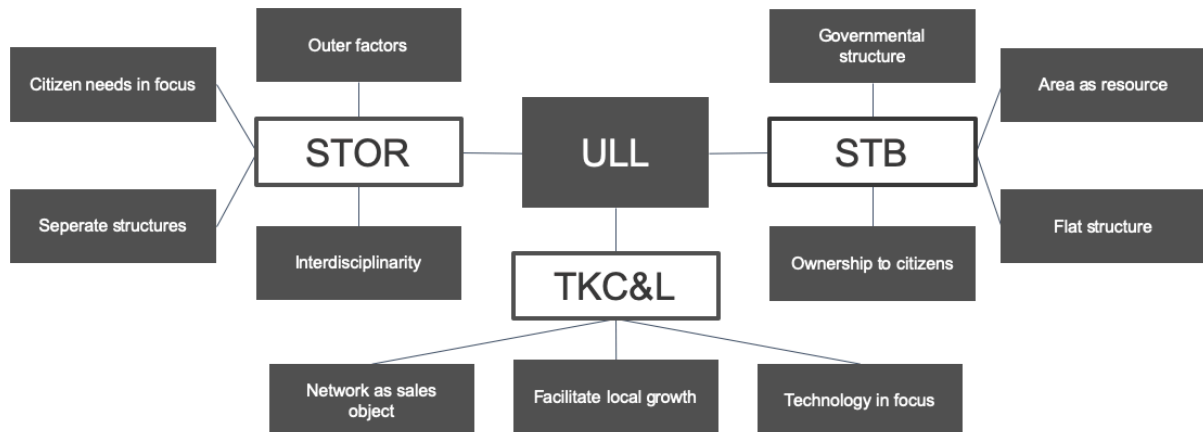 Outer factors
Citizen needs in focus
STOR
Seperate structures
Interdisciplinarity
ULL
Governmental
structure
Area as resource
STB
Flat structure
Ownership to citizens
TKC&L
Network as sales
object
Facilitate local growth
Technology in focus